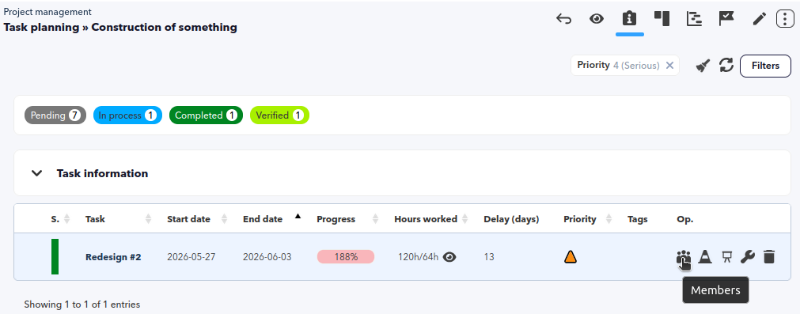 Project management
Task planning » Construction of something
Priority 4 (Serious) ✕ Filters
Pending 7 In process 1 Completed 1 Verified 1
Task information
S. Task Start date End date Progress Hours worked Delay (days) Priority Tags Op.
Redesign #2 2026-05-27 2026-06-03 188% 120h/64h 13
Members
Showing 1 to 1 of 1 entries